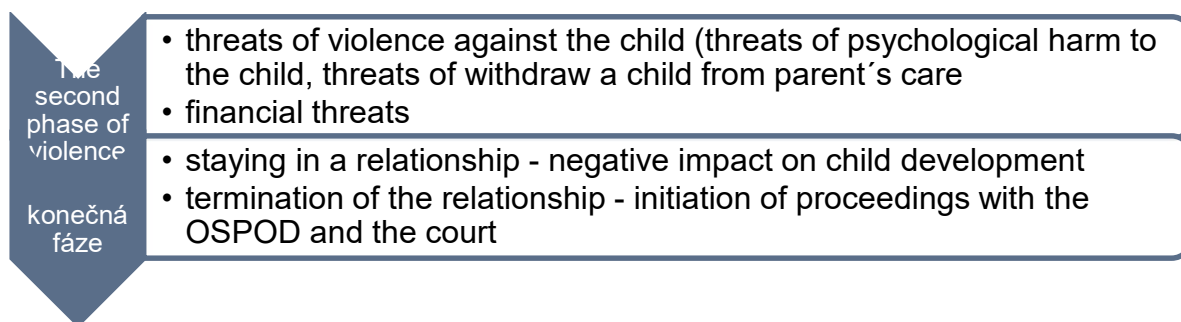 The
second
phase of
violence
• threats of violence against the child (threats of psychological harm to
the child, threats of withdraw a child from parent´s care
• financial threats
konečná
fáze
• staying in a relationship - negative impact on child development
• termination of the relationship - initiation of proceedings with the
OSPOD and the court